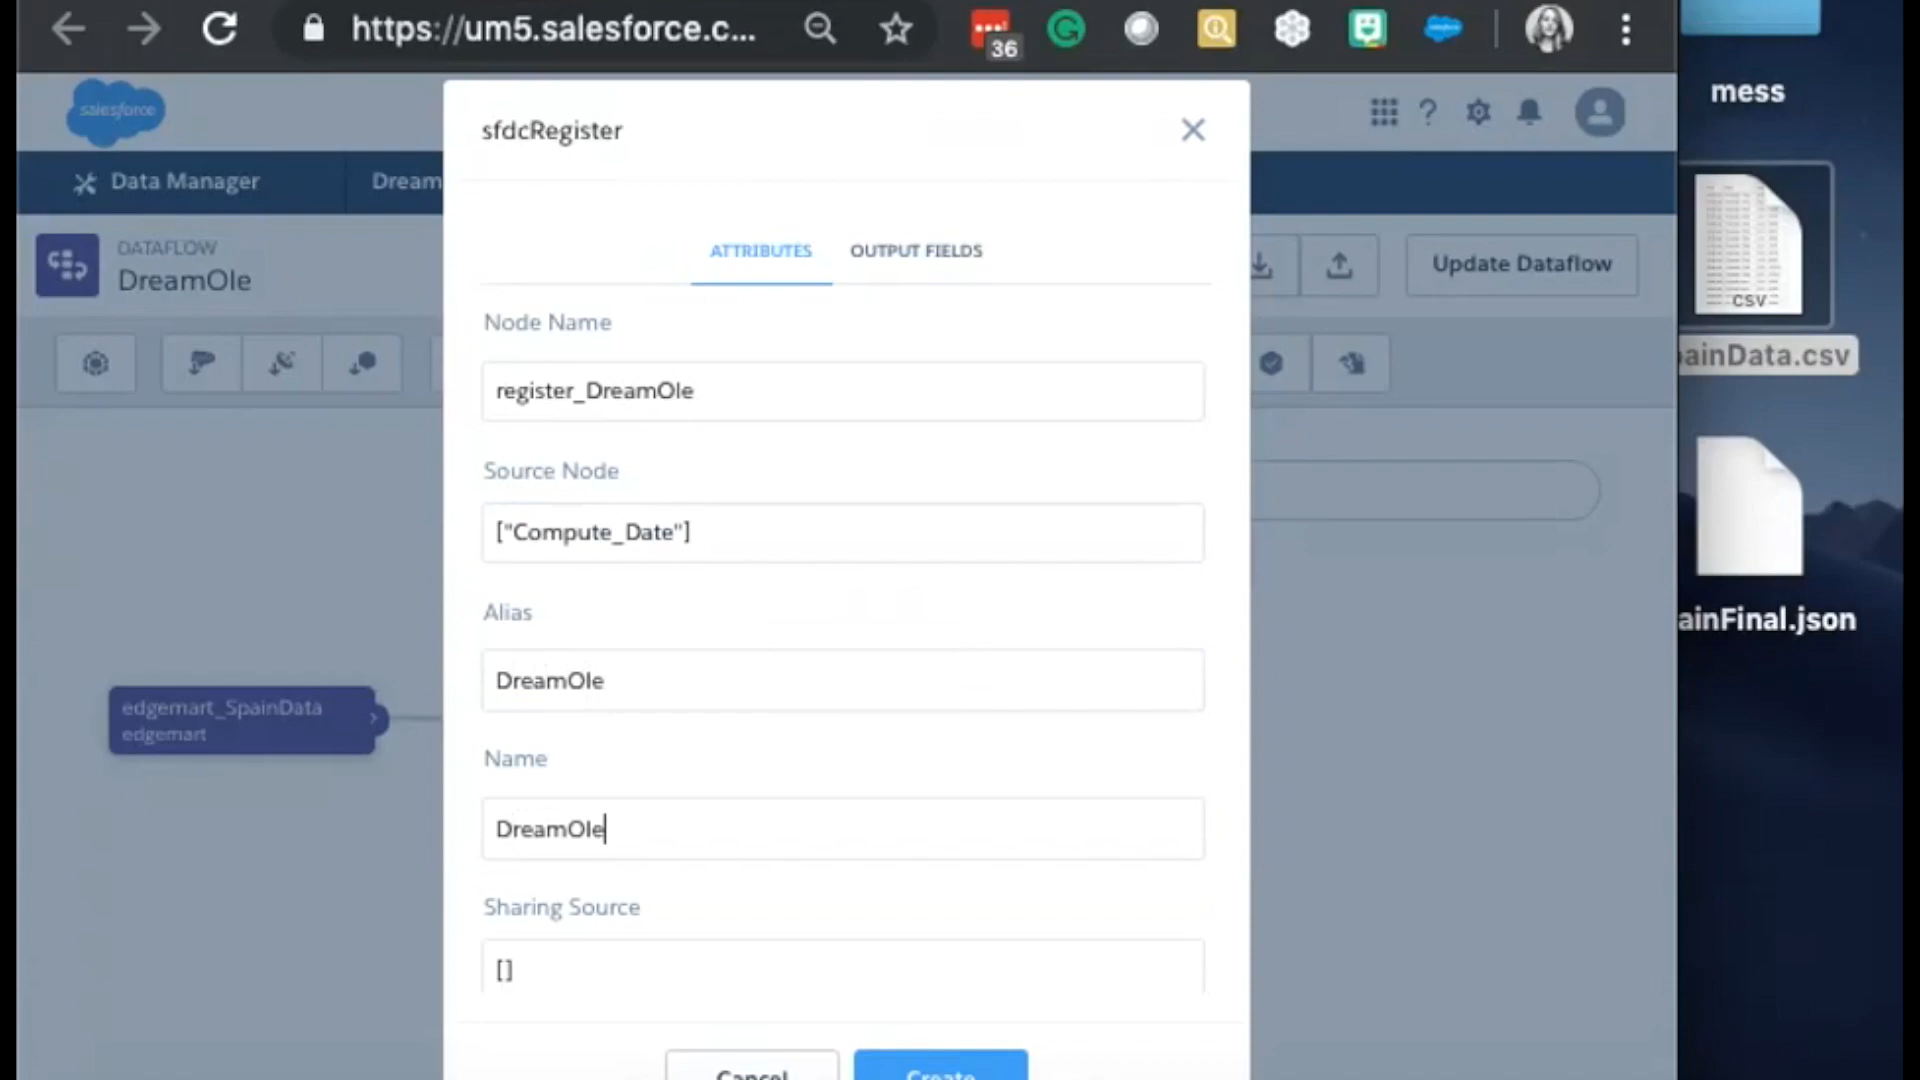 https://um5.salesforce.c...
36
mess
salesforce
?
sfdcRegister
Data Manager
Dream
ATTRIBUTES
OUTPUT FIELDS
DATAFLOW
DreamOle
Update Dataflow
CSV
ainData.csv
Node Name
register_DreamOle
Source Node
["Compute_Date"]
Alias
DreamOle
ainFinal.json
edgemart_SpainData
edgemart
Name
DreamOle
Sharing Source
[]
Cancel
Create